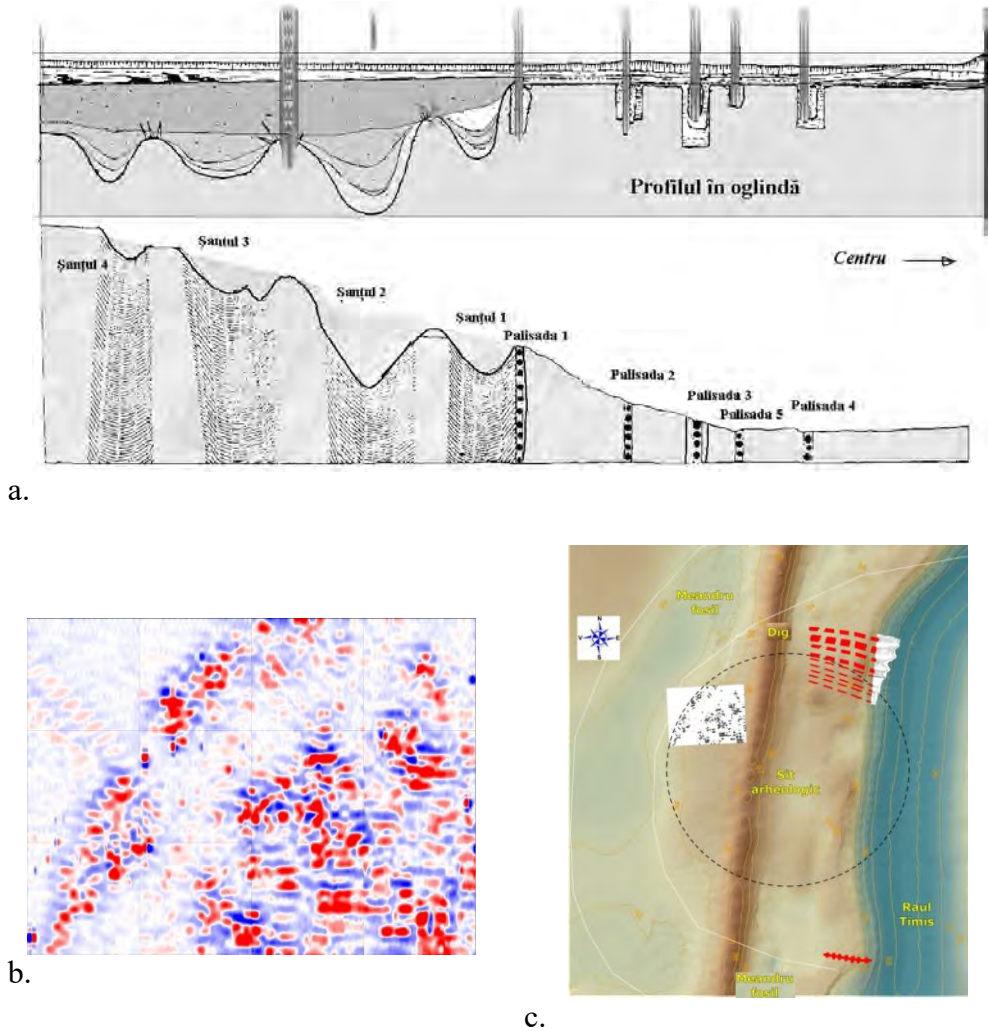 Profilul în oglindă
Șanțul 3
Șanțul 4
Centru
Șanțul 2
Șanțul 1
Palisada 1
Palisada 2
Palisada 3
Palisada 5
Palisada 4
a.
b.
Meandru
fosil
N
V
E
S
Dig
Sit
arheologic
Raul
Timis
Meandru
fosil
c.